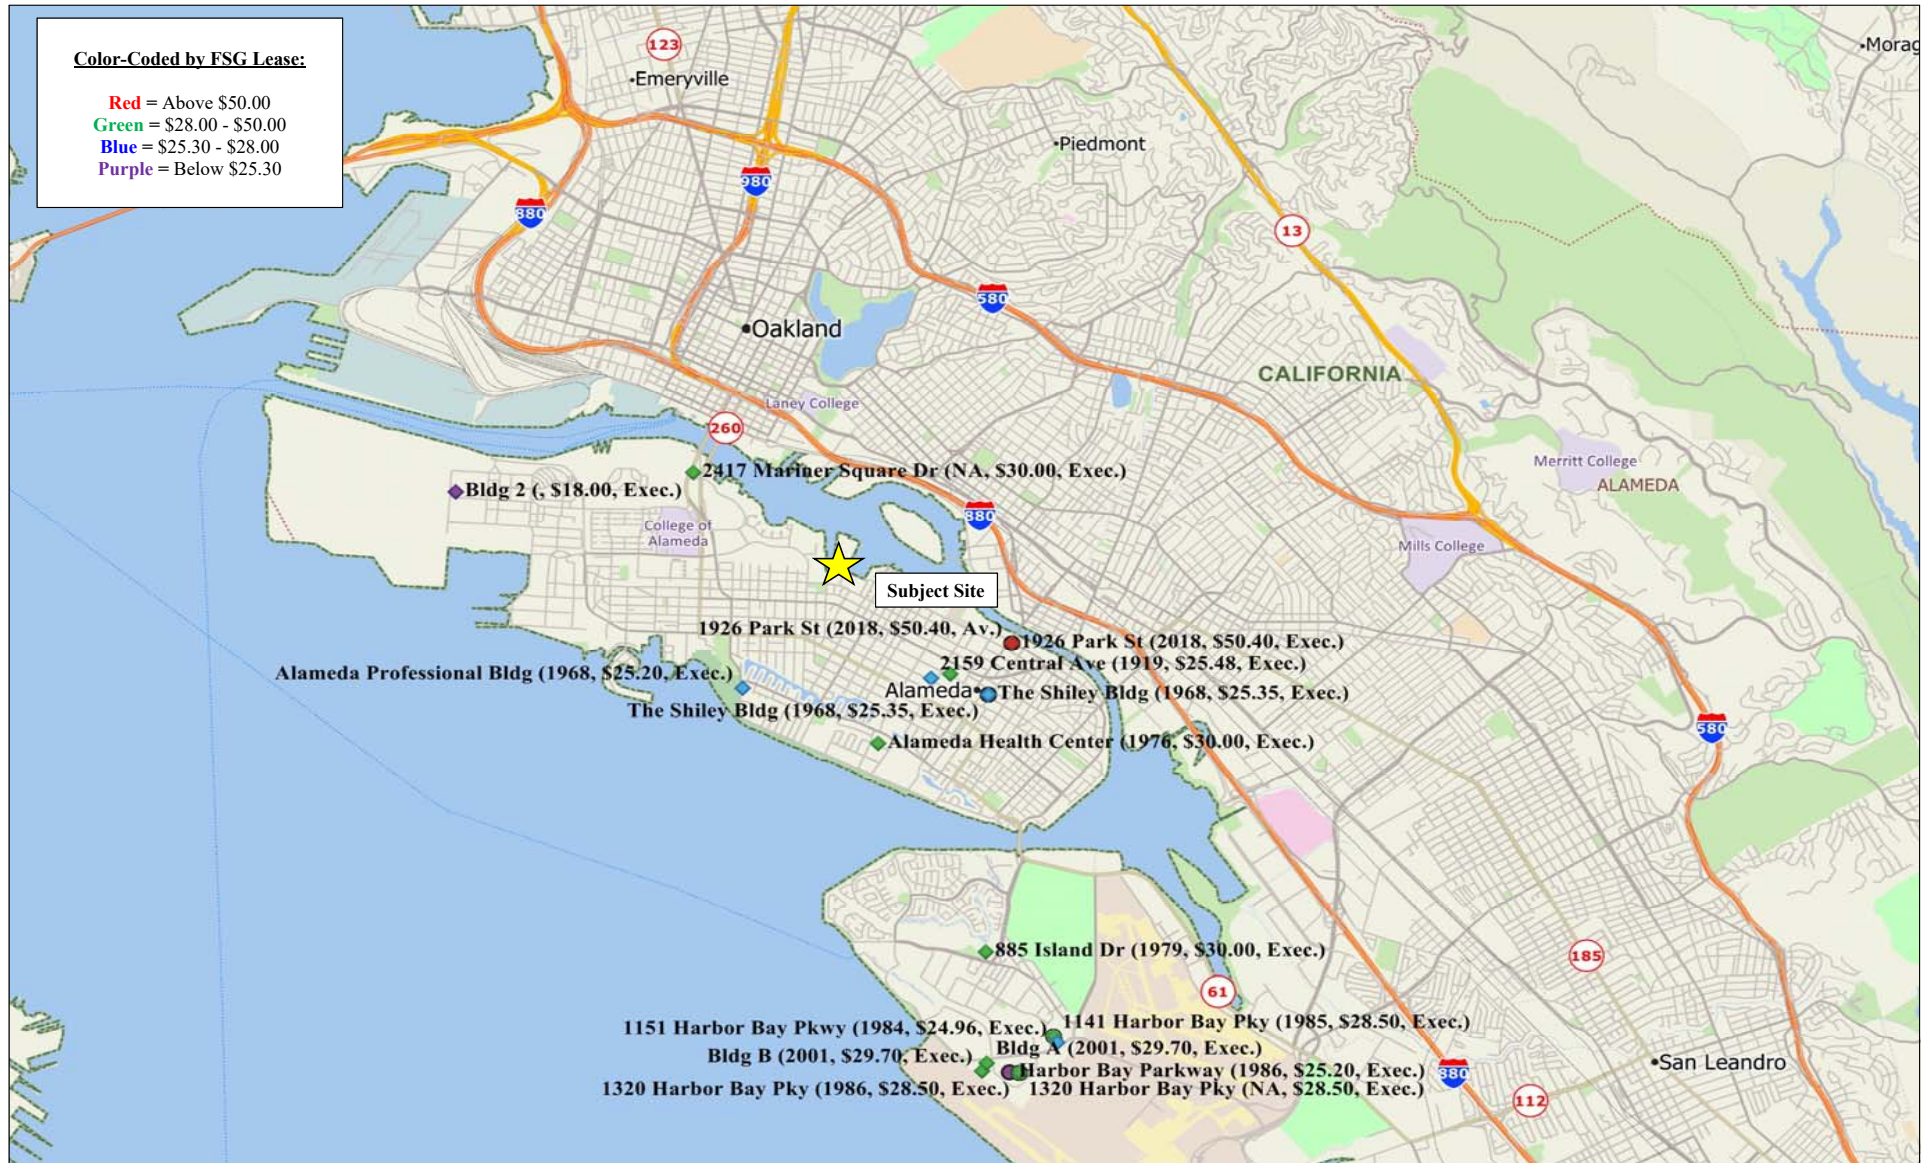 Color-Coded by FSG Lease:
Red = Above $50.00
Green = $28.00 - $50.00
Blue = $25.30 - $28.00
Purple = Below $25.30
123
Emeryville
Morag
Piedmont
980
880
13
580
Oakland
CALIFORNIA
Laney College
260
Merritt College
ALAMEDA
2417 Mariner Square Dr (NA, $30.00, Exec.)
Bldg 2 (, $18.00, Exec.)
880
College of
Alameda
Mills College
Subject Site
1926 Park St (2018, $50.40, Av.)
1926 Park St (2018, $50.40, Exec.)
2159 Central Ave (1919, $25.48, Exec.)
Alameda Professional Bldg (1968, $25.20, Exec.)
Alameda
The Shiley Bldg (1968, $25.35, Exec.)
The Shiley Bldg (1968, $25.35, Exec.)
580
Alameda Health Center (1976, $30.00, Exec.)
885 Island Dr (1979, $30.00, Exec.)
185
61
1151 Harbor Bay Pkwy (1984, $24.96, Exec.)
1141 Harbor Bay Pky (1985, $28.50, Exec.)
Bldg A (2001, $29.70, Exec.)
Bldg B (2001, $29.70, Exec.)
Harbor Bay Parkway (1986, $25.20, Exec.)
880
San Leandro
1320 Harbor Bay Pky (1986, $28.50, Exec.)
1320 Harbor Bay Pky (NA, $28.50, Exec.)
112